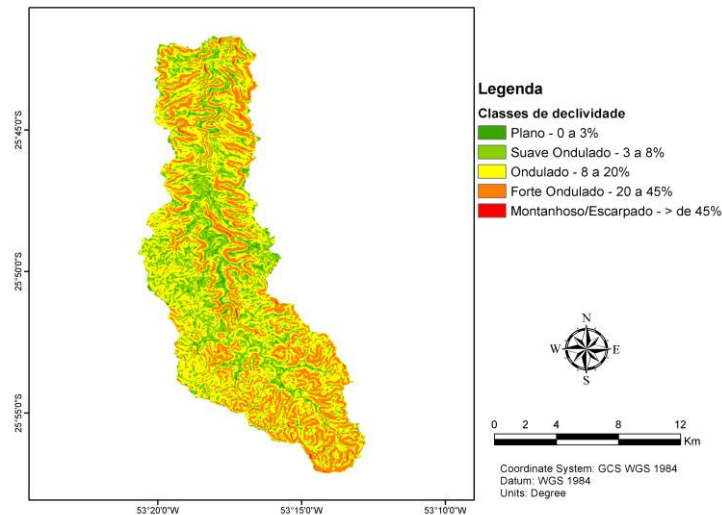 25°45'0"S
25°50'0"S
25°55'0"S
53°20'0"W
53°15'0"W
53°10'0"W
Legenda
Classes de declividade
Plano - 0 a 3%
Suave Ondulado - 3 a 8%
Ondulado - 8 a 20%
Forte Ondulado - 20 a 45%
Montanhoso/Escarpado - > de 45%
N
W E
S
0 2 4 8 12
Km
Coordinate System: GCS WGS 1984
Datum: WGS 1984
Units: Degree